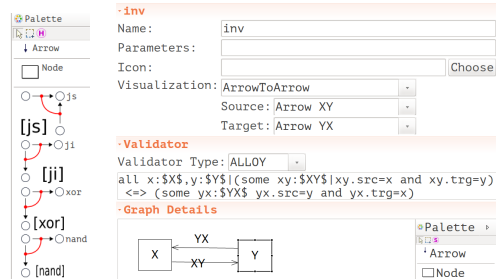 Palette
Arrow
Node
js
[js]
ji
[ji]
xor
[xor]
nand
[nand]
inv
Name: inv
Parameters:
Icon: Choose
Visualization: ArrowToArrow
Source: Arrow XY
Target: Arrow YX
Validator
Validator Type: ALLOY
all x:$X$,y:$Y$|(some xy:$XY$|xy.src=x and xy.trg=y)
<=> (some yx:$YX$ yx.src=y and yx.trg=x)
Graph Details
YX
X
Y
XY
Palette
Arrow
Node